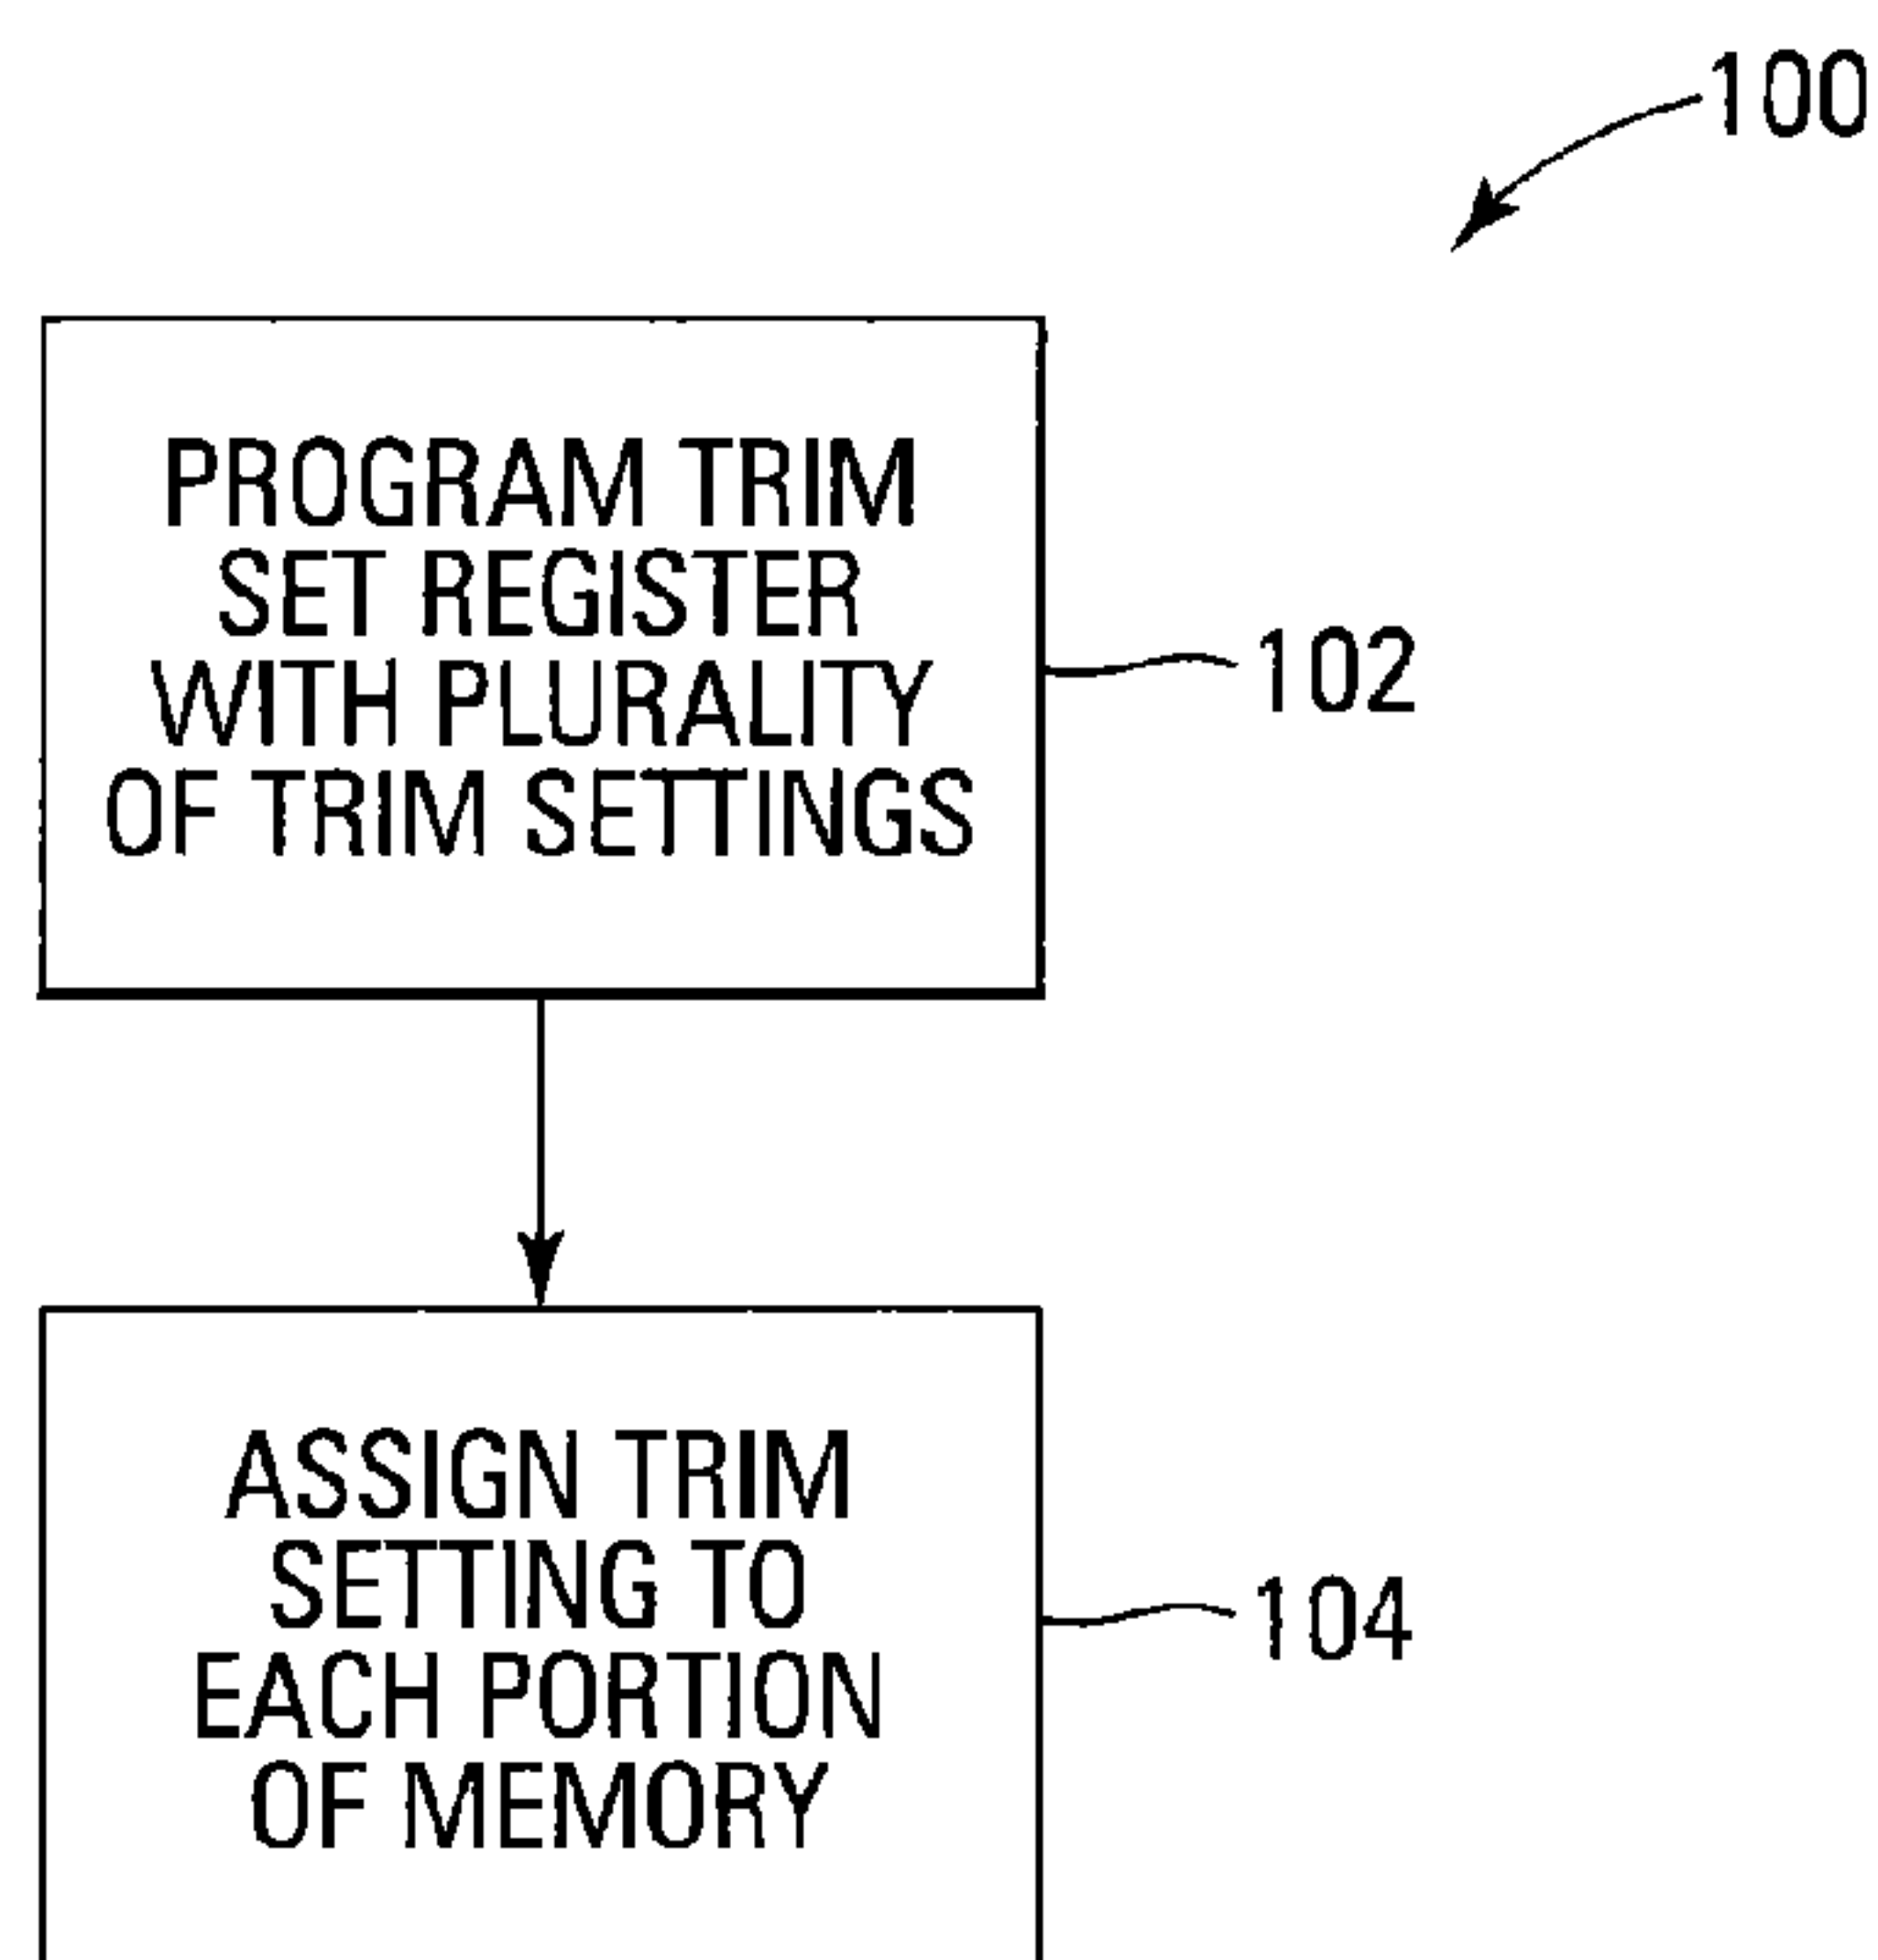 100
PROGRAM TRIM
SET REGISTER
WITH PLURALITY
OF TRIM SETTINGS
102
ASSIGN TRIM
SETTING TO
EACH PORTION
OF MEMORY
104